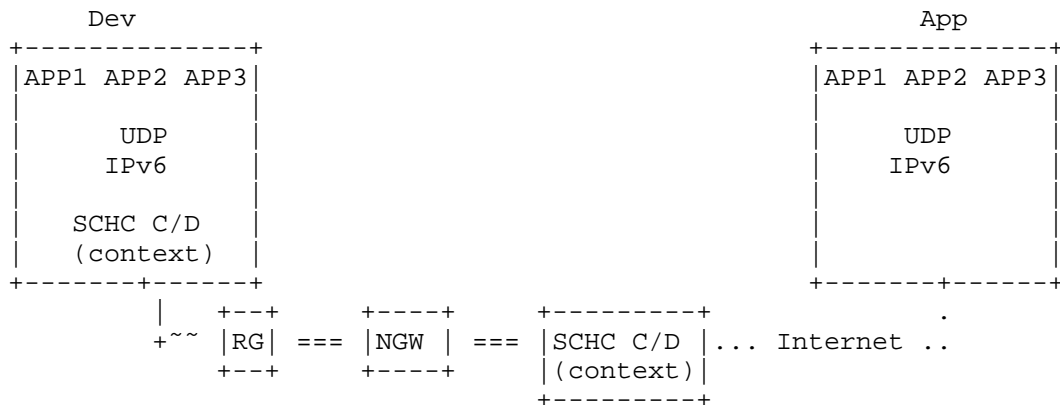 Dev App
APP1 APP2 APP3 APP1 APP2 APP3
UDP UDP
IPv6 IPv6
SCHC C/D
(context)
+~~ |RG| === |NGW | === |SCHC C/D |... Internet ..
(context)